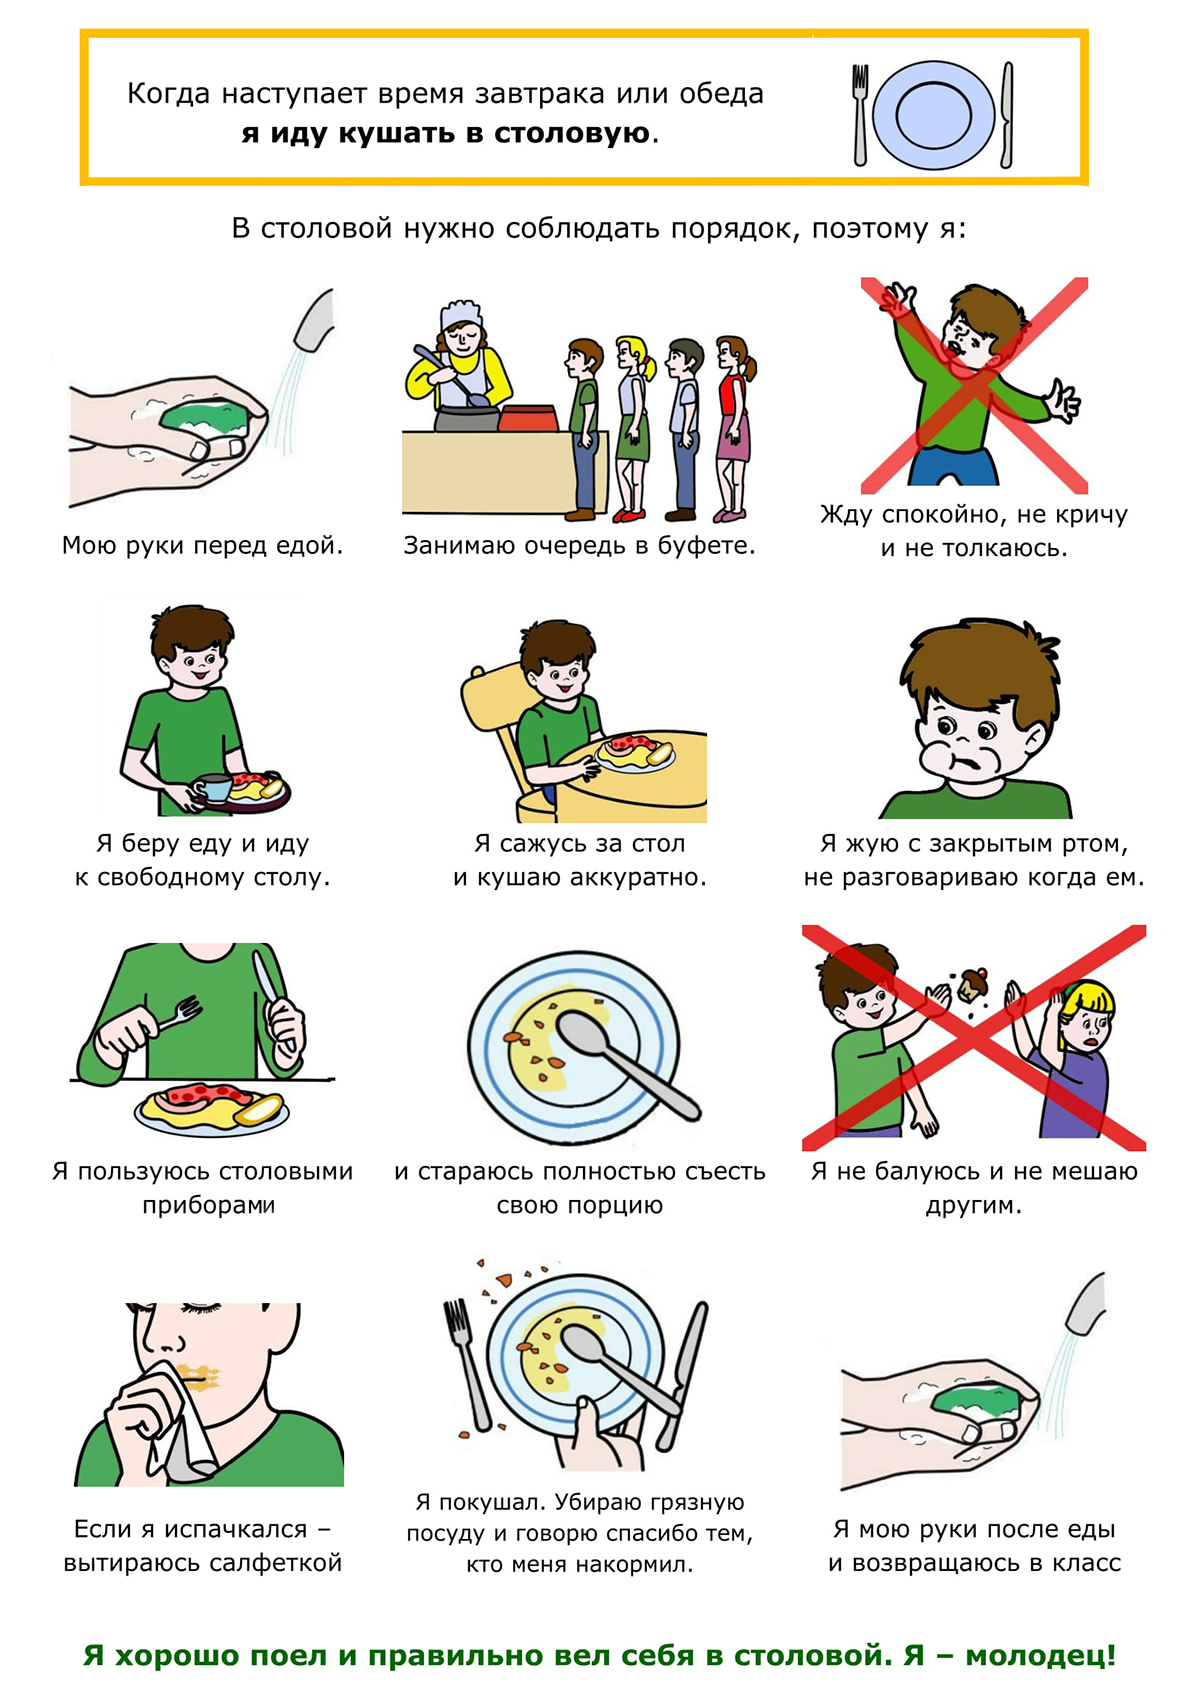 Когда наступает время завтрака или обеда
я иду кушать в столовую.
В столовой нужно соблюдать порядок, поэтому я:
Мою руки перед едой.
Занимаю очередь в буфете.
Жду спокойно, не кричу
и не толкаюсь.
Я беру еду и иду
к свободному столу.
Я сажусь за стол
и кушаю аккуратно.
Я жую с закрытым ртом,
не разговариваю когда ем.
Я пользуюсь столовыми
приборами
и стараюсь полностью съесть
свою порцию
Я не балуюсь и не мешаю
другим.
Если я испачкался –
вытираюсь салфеткой
Я покушал. Убираю грязную
посуду и говорю спасибо тем,
кто меня накормил.
Я мою руки после еды
и возвращаюсь в класс
Я хорошо поел и правильно вел себя в столовой. Я – молодец!